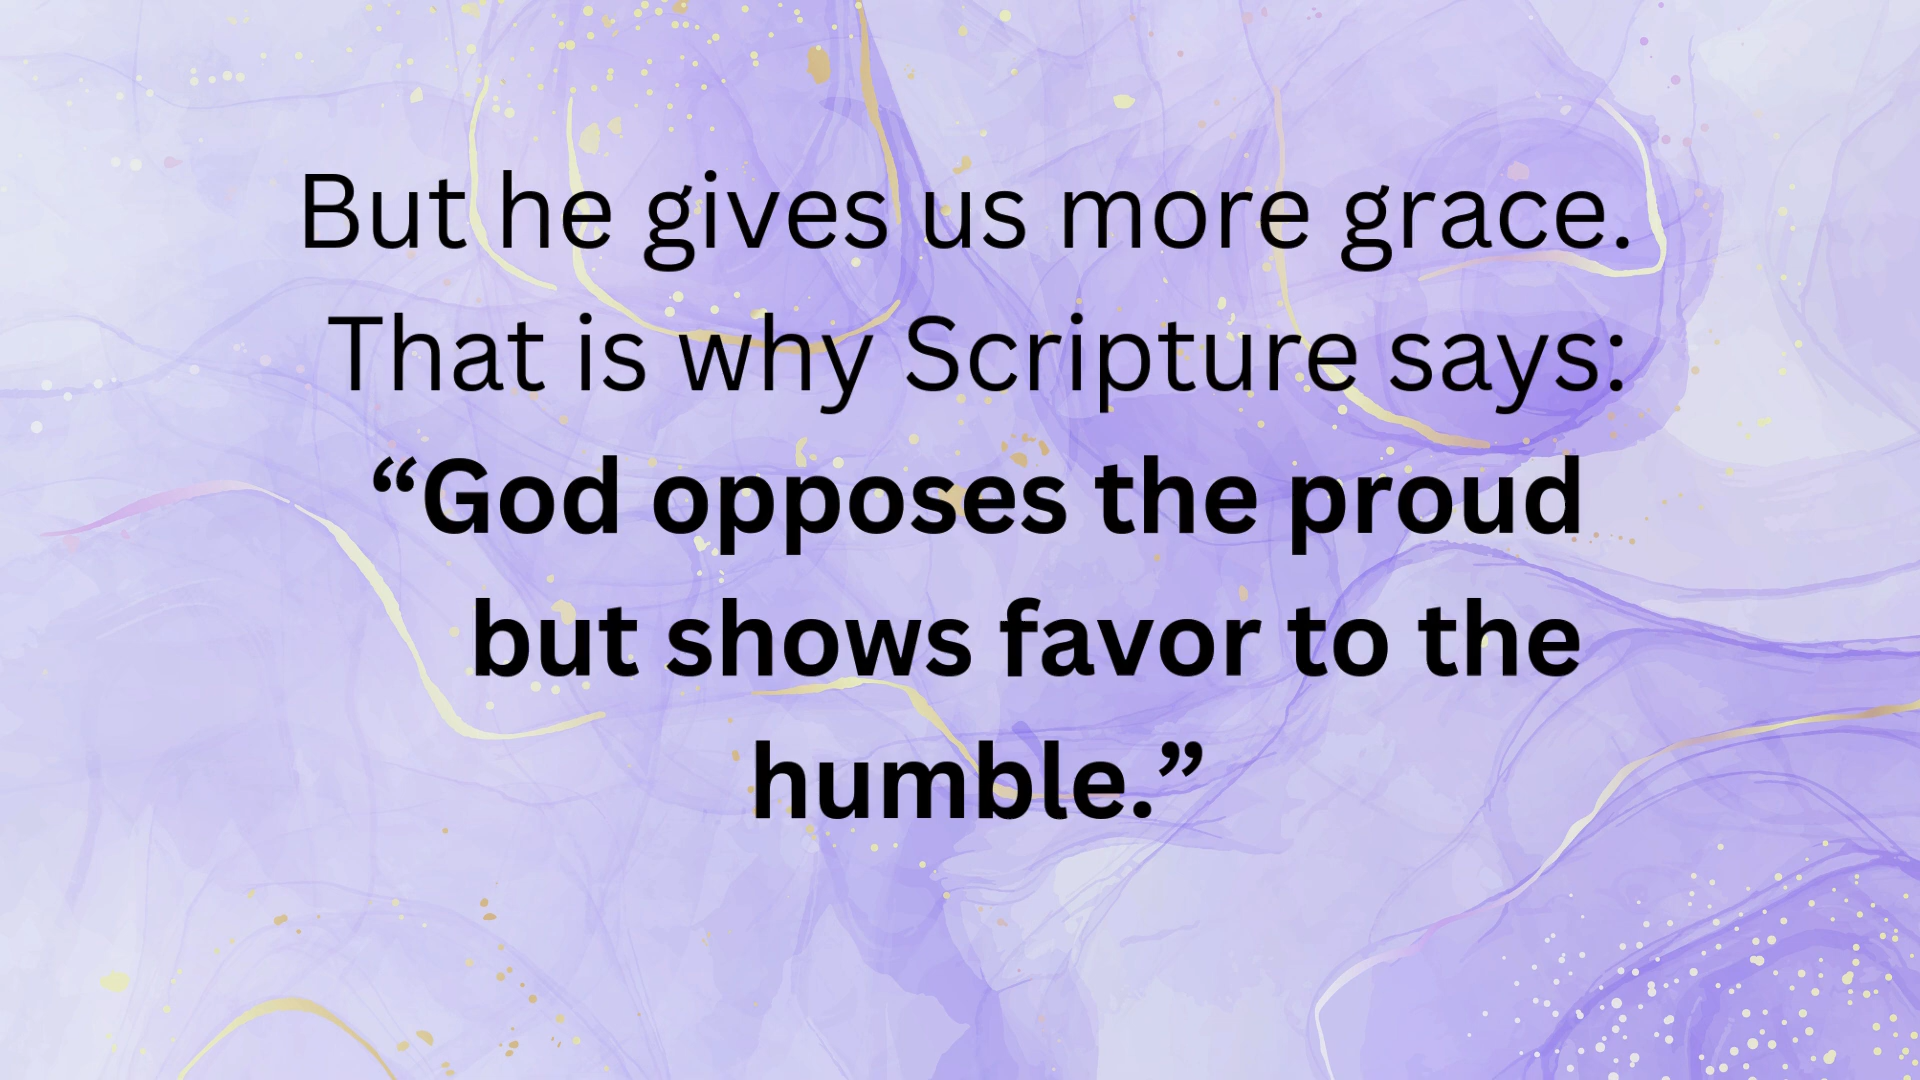 But he gives us more grace.
That is why Scripture says:
“God opposes the proud
but shows favor to the
humble.”